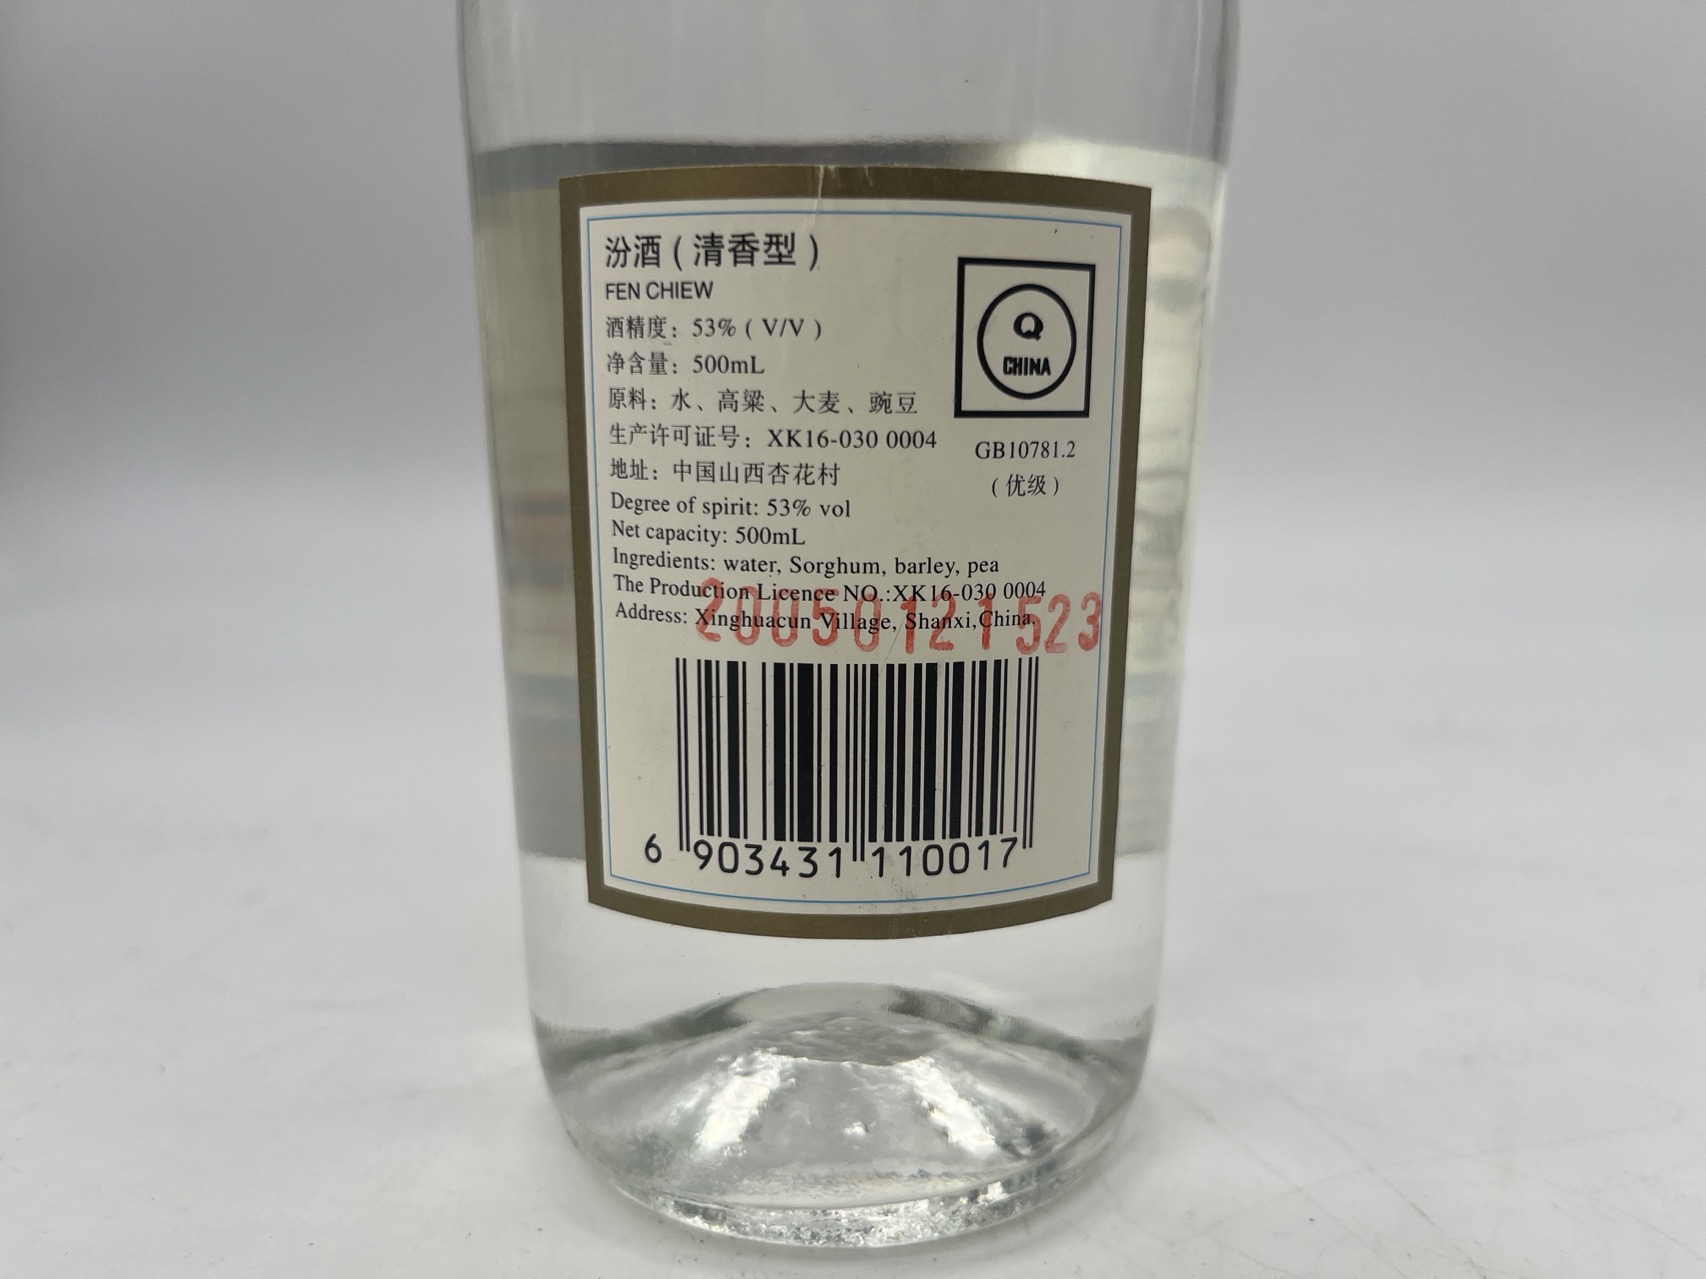 汾酒(清香型)
FEN CHIEW
酒精度：53%(V/V)
净含量：500mL
原料：水、高粱、大麦、豌豆
生产许可证号：XK16-030 0004
地址：中国山西杏花村
Degree of spirit: 53% vol
Net capacity: 500mL
Ingredients: water, Sorghum, barley, pea
The Production Licence NO.:XK16-030 0004
Address: Xinghuacun Village, Shanxi,China.
Q
CHINA
GB10781.2
(优级)
20050121523
6 903431 110017